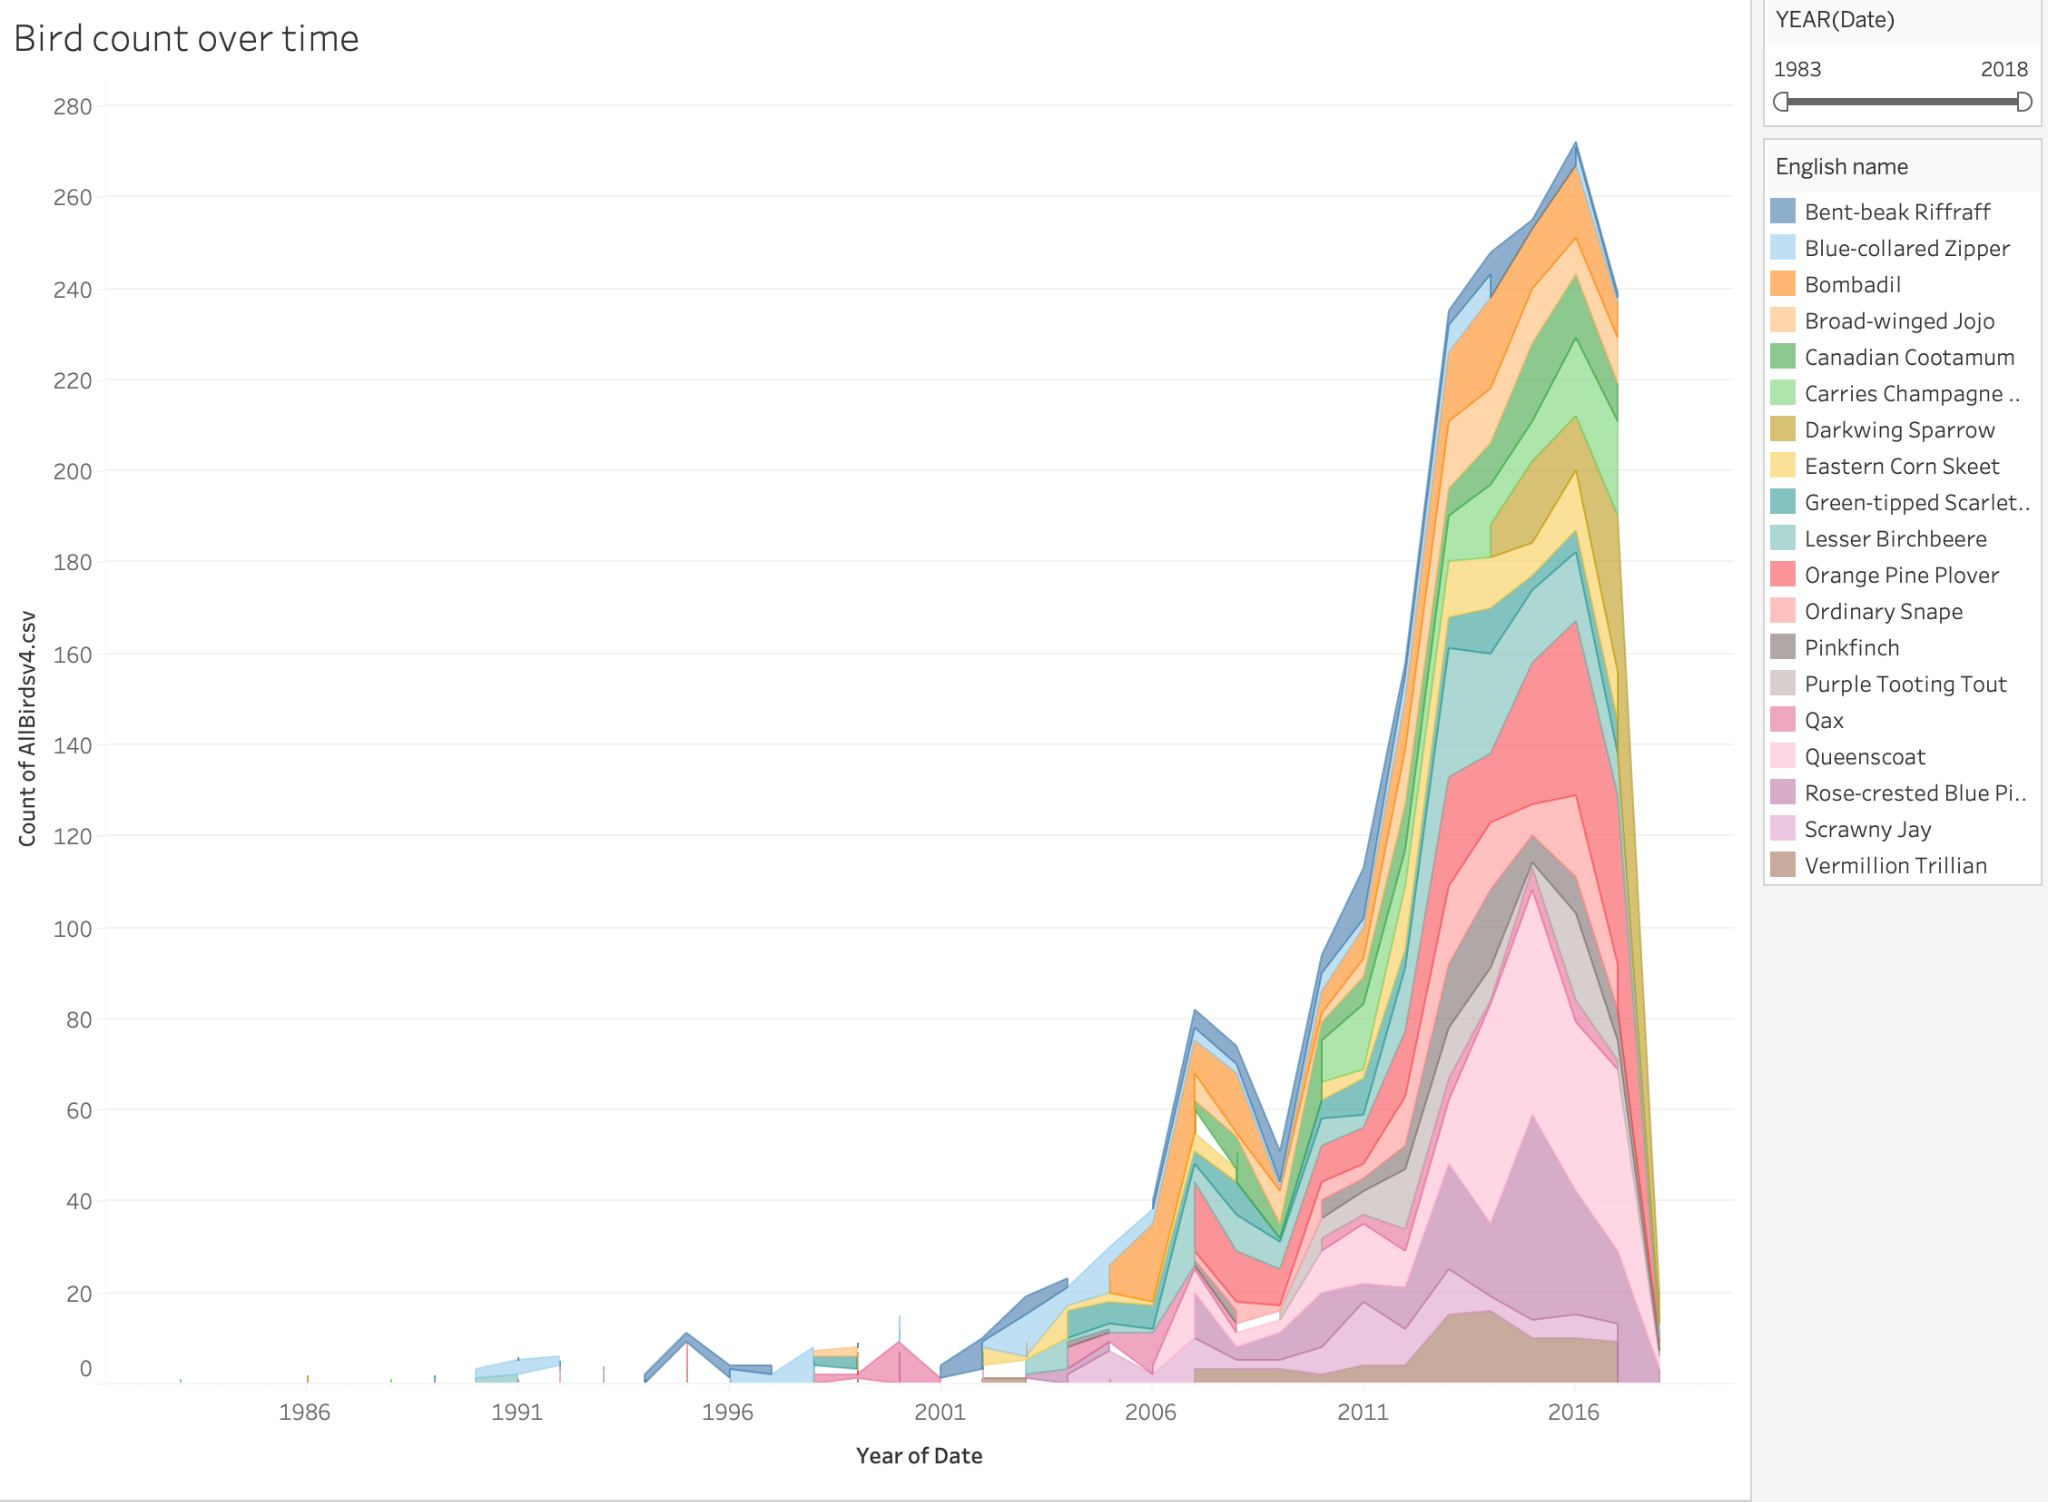 Bird count over time
280
260
240
220
200
180
160
140
120
100
80
60
40
20
0
Count of AllBirdsv4.csv
1986 1991 1996 2001 2006 2011 2016
Year of Date
YEAR(Date)
1983 2018
English name
Bent-beak Riffraff
Blue-collared Zipper
Bombadil
Broad-winged Jojo
Canadian Cootamum
Carries Champagne ..
Darkwing Sparrow
Eastern Corn Skeet
Green-tipped Scarlet..
Lesser Birchbeere
Orange Pine Plover
Ordinary Snape
Pinkfinch
Purple Tooting Tout
Qax
Queenscoat
Rose-crested Blue Pi..
Scrawny Jay
Vermillion Trillian